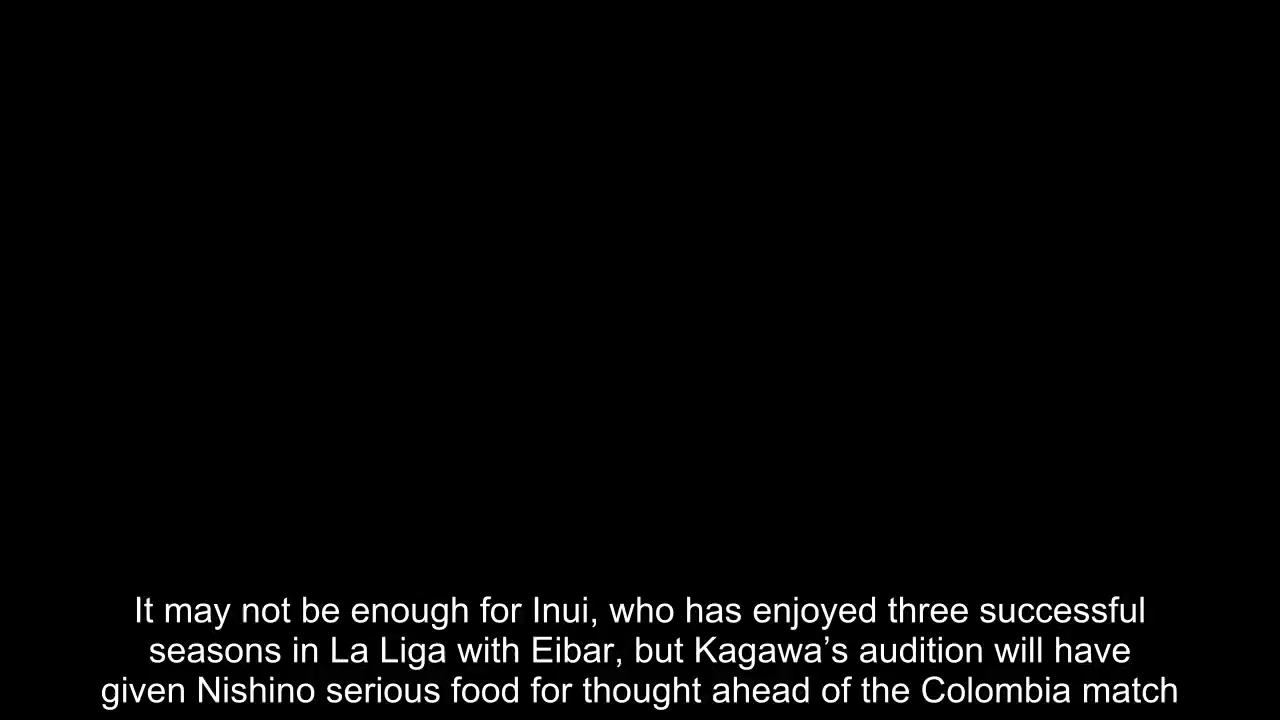 It may not be enough for Inui, who has enjoyed three successful
seasons in La Liga with Eibar, but Kagawa’s audition will have
given Nishino serious food for thought ahead of the Colombia match